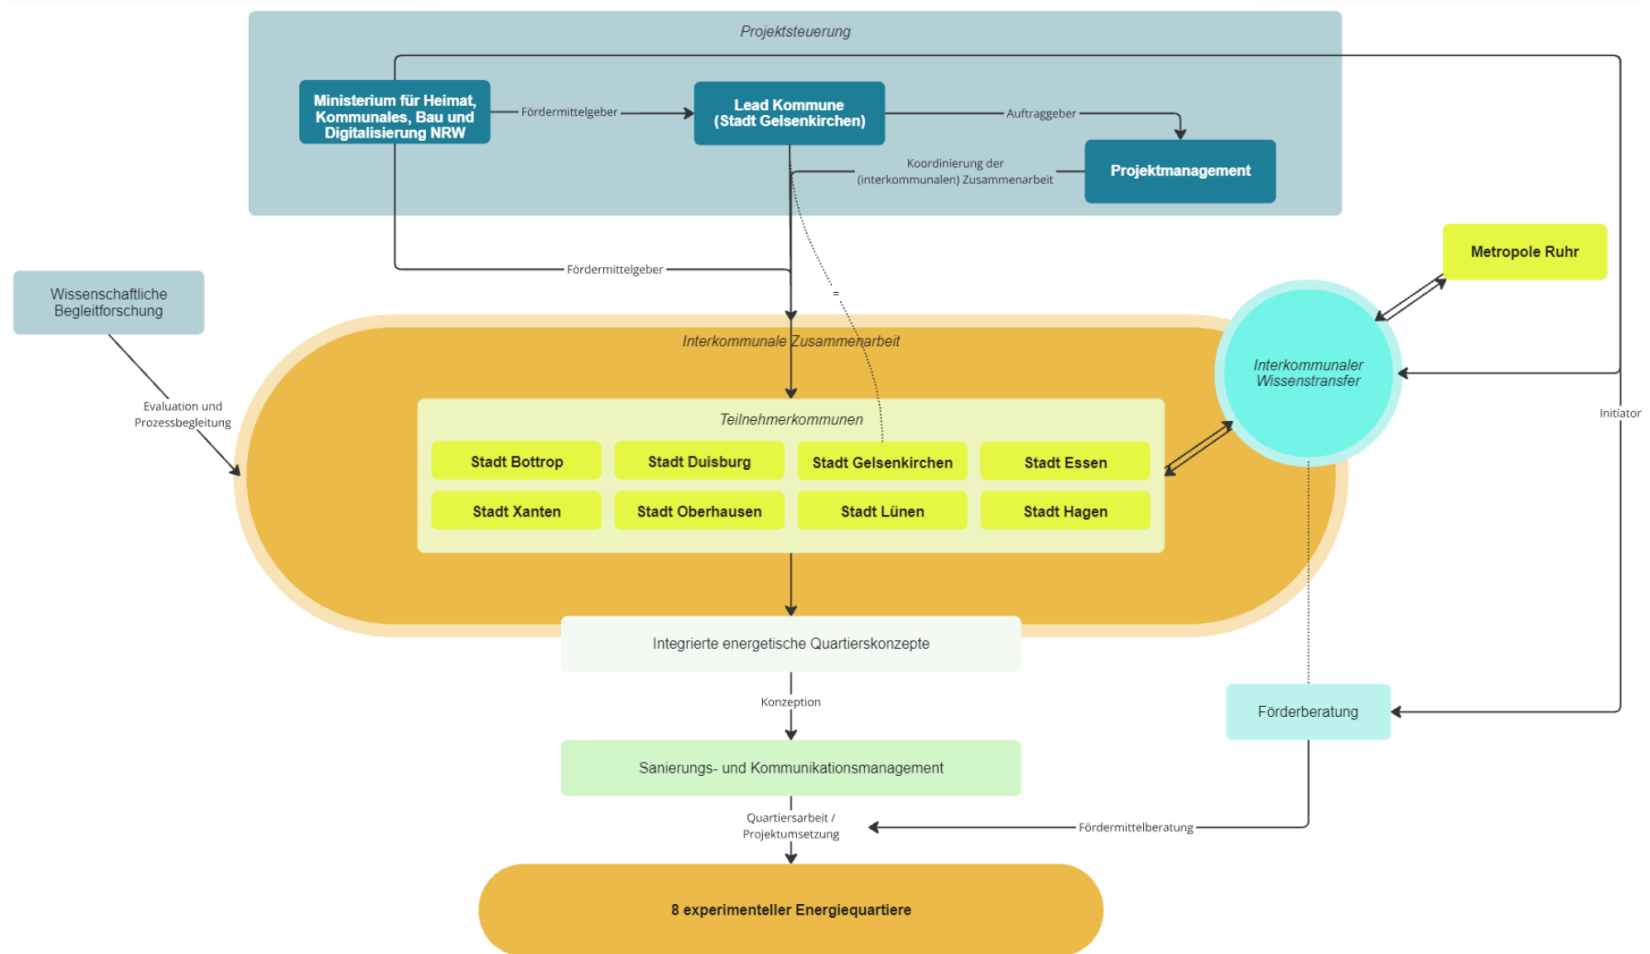 Projektsteuerung
Ministerium für Heimat,
Kommunales, Bau und
Digitalisierung NRW
Fördermittelgeber
Lead Kommune
(Stadt Gelsenkirchen)
Auftraggeber
Koordinierung der
(interkommunalen) Zusammenarbeit
Projektmanagement
Metropole Ruhr
Fördermittelgeber
Wissenschaftliche
Begleitforschung
=
Interkommunale Zusammenarbeit
Interkommunaler
Wissenstransfer
Evaluation und
Prozessbegleitung
Initiator
Teilnehmerkommunen
Stadt Bottrop
Stadt Duisburg
Stadt Gelsenkirchen
Stadt Essen
Stadt Xanten
Stadt Oberhausen
Stadt Lünen
Stadt Hagen
Integrierte energetische Quartierskonzepte
Konzeption
Förderberatung
Sanierungs- und Kommunikationsmanagement
Quartiersarbeit /
Projektumsetzung
Fördermittelberatung
8 experimenteller Energiequartiere